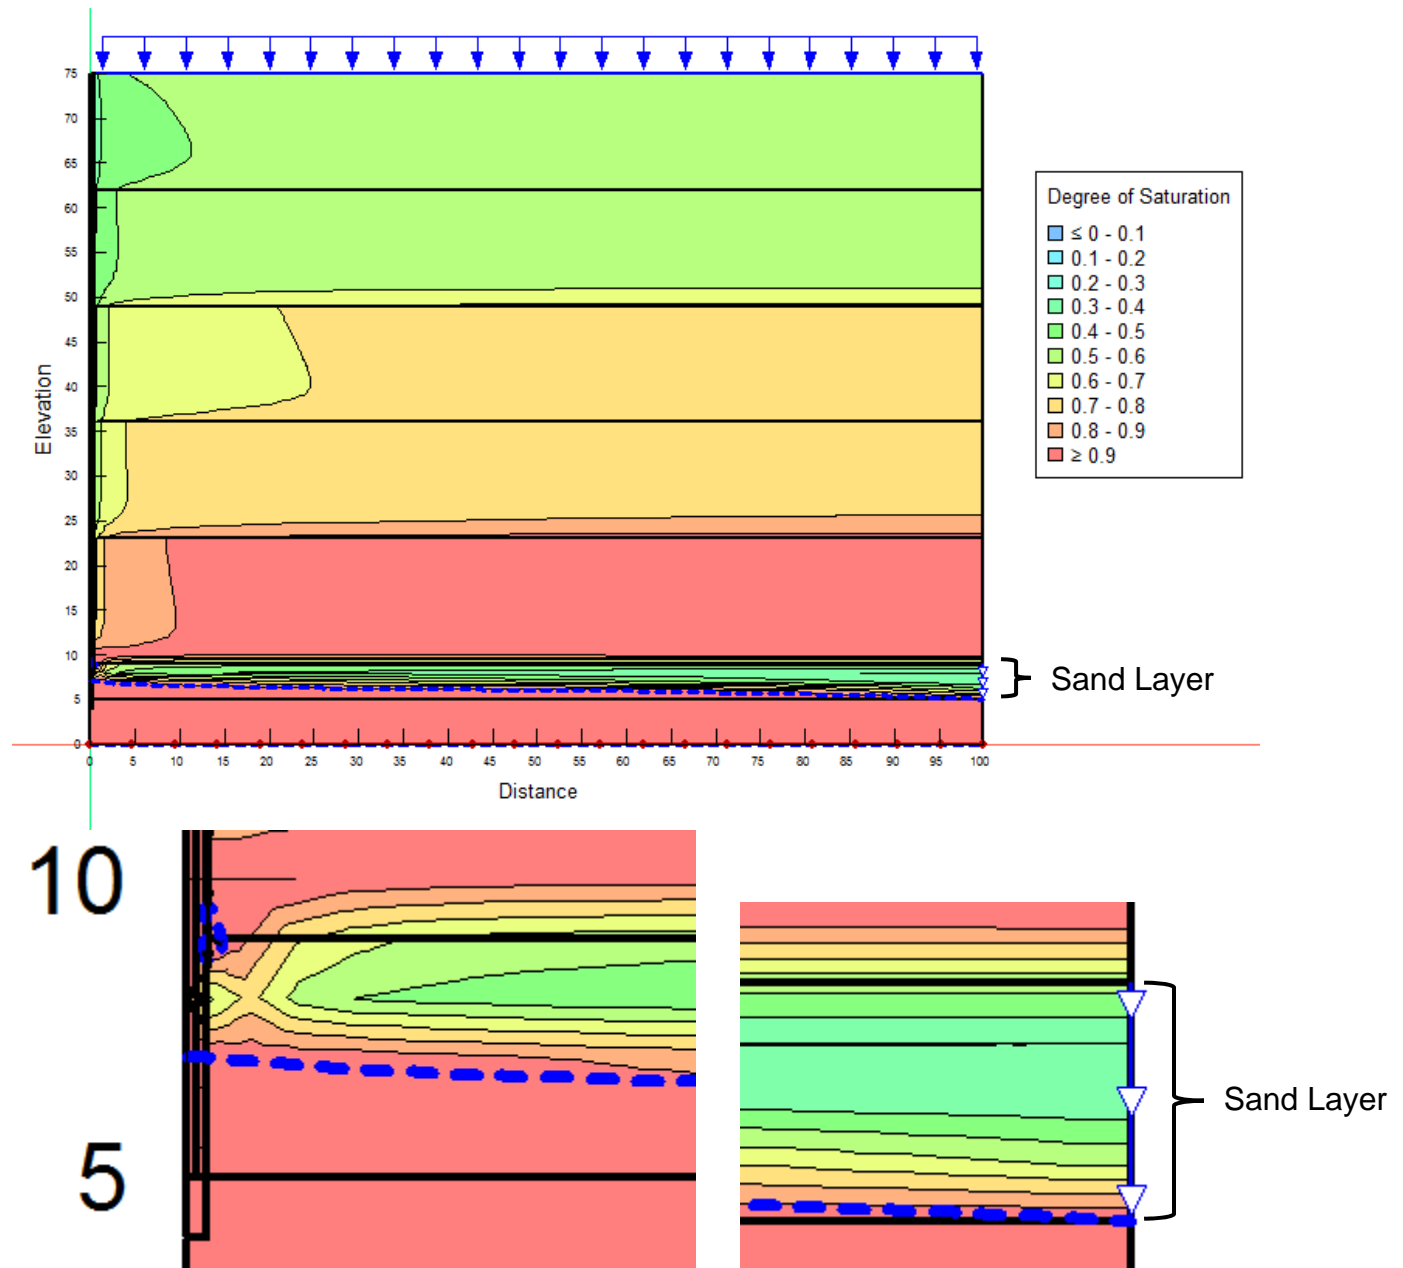 75
70
65
60
55
50
45
40
35
30
25
20
15
10
5
0
Elevation
0 5 10 15 20 25 30 35 40 45 50 55 60 65 70 75 80 85 90 95 100
Distance
Degree of Saturation
≤ 0 - 0.1
0.1 - 0.2
0.2 - 0.3
0.3 - 0.4
0.4 - 0.5
0.5 - 0.6
0.6 - 0.7
0.7 - 0.8
0.8 - 0.9
≥ 0.9
Sand Layer
10
5
Sand Layer